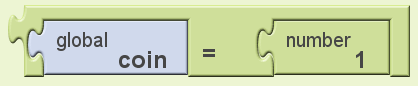 global number
coin = 1